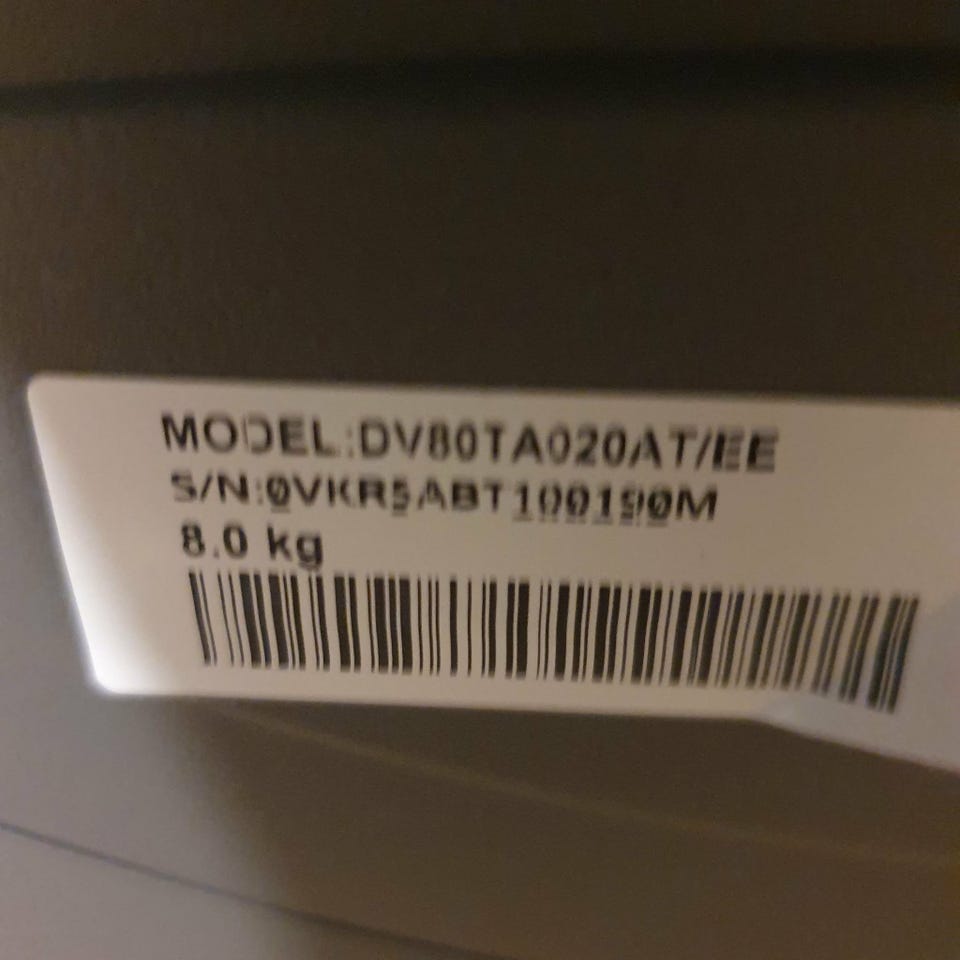 MODEL:DV80TA020AT/EE
S/N:0VKR5ABT100190M
8.0 kg